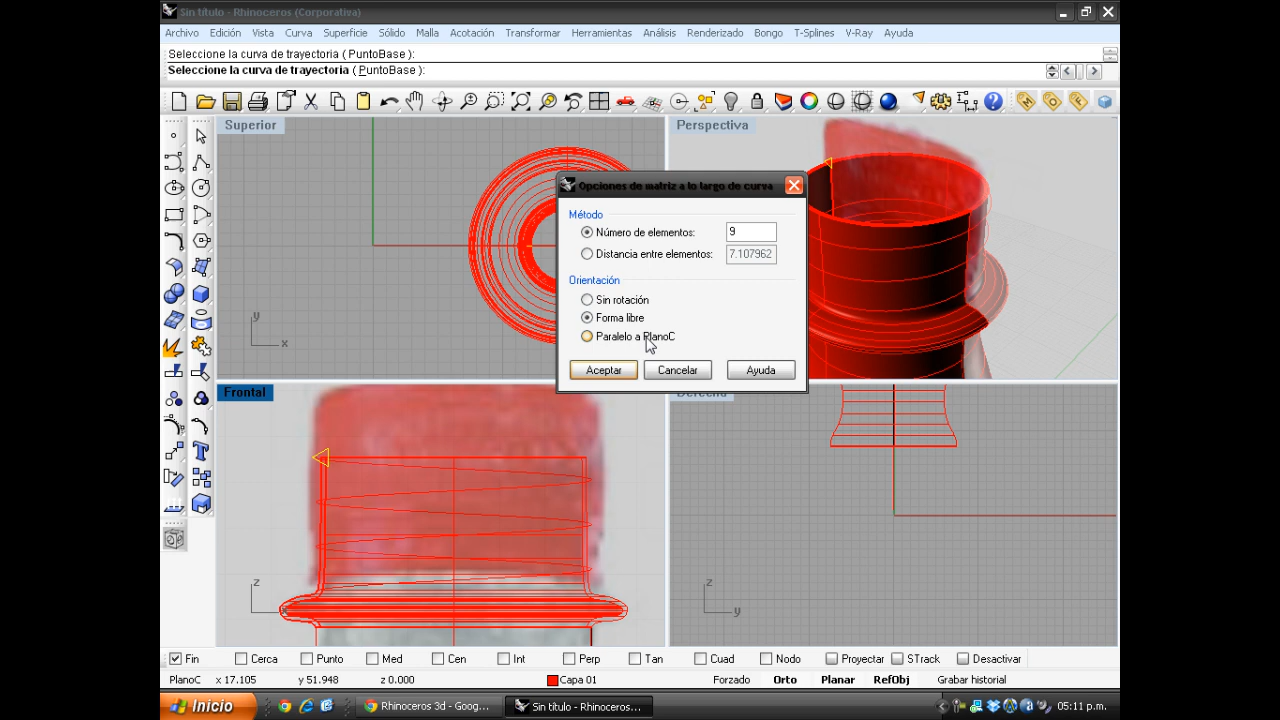 Sin título - Rhinoceros (Corporativa)
Archivo Edición Vista Curva Superficie Sólido Malla Acotación Transformar Herramientas Análisis Renderizado Bongo T-Splines V-Ray Ayuda
Seleccione la curva de trayectoria ( PuntoBase ):
Seleccione la curva de trayectoria ( PuntoBase ):
Superior
Perspectiva
Opciones de matriz a lo largo de curva
Método
Número de elementos: 9
Distancia entre elementos: 7.107962
Orientación
Sin rotación
Forma libre
Paralelo a PlanoC
Aceptar Cancelar Ayuda
y
x
Frontal
Derecha
z
x
z
y
Fin Cerca Punto Med Cen Int Perp Tan Cuad Nodo Proyectar STrack Desactivar
PlanoC x 17.105 y 51.948 z 0.000 Capa 01 Forzado Orto Planar RefObj Grabar historial
Inicio Rhinoceros 3d - Goog... Sin título - Rhinoceros... 05:11 p.m.